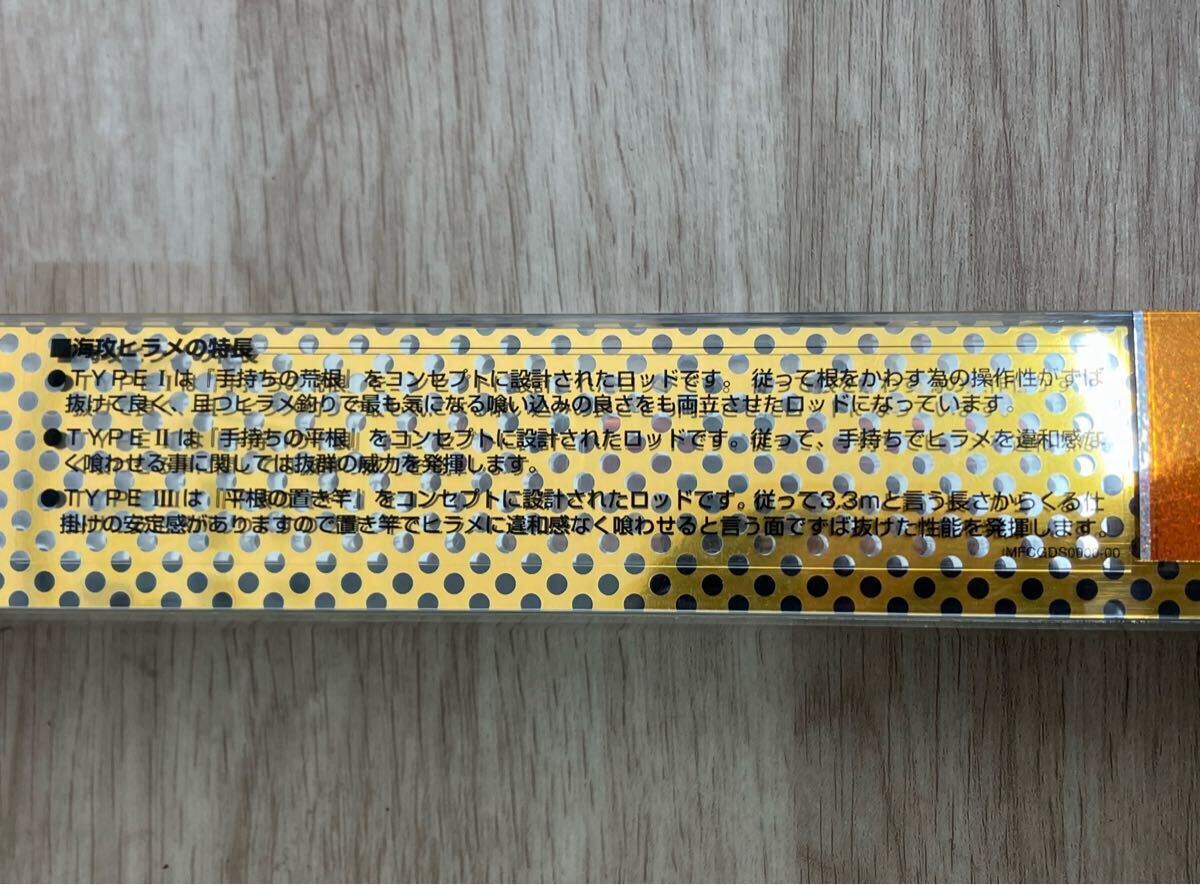 ■海攻ヒラメの特長
●TYPE Ⅰは『手持ちの荒根』をコンセプトに設計されたロッドです。従って根をかわす為の操作性がずば
抜けて良く、且つヒラメ釣りで最も気になる喰い込みの良さをも両立させたロッドになっています。
●TYPE Ⅱは『手持ちの平根』をコンセプトに設計されたロッドです。従って、手持ちでヒラメを違和感な
く喰わせる事に関しては抜群の威力を発揮します。
●TYPE Ⅲは『平根の置き竿』をコンセプトに設計されたロッドです。従って3.3mと言う長さからくる仕
掛けの安定感がありますので置き竿でヒラメに違和感なく喰わせると言う面でずば抜けた性能を発揮します。